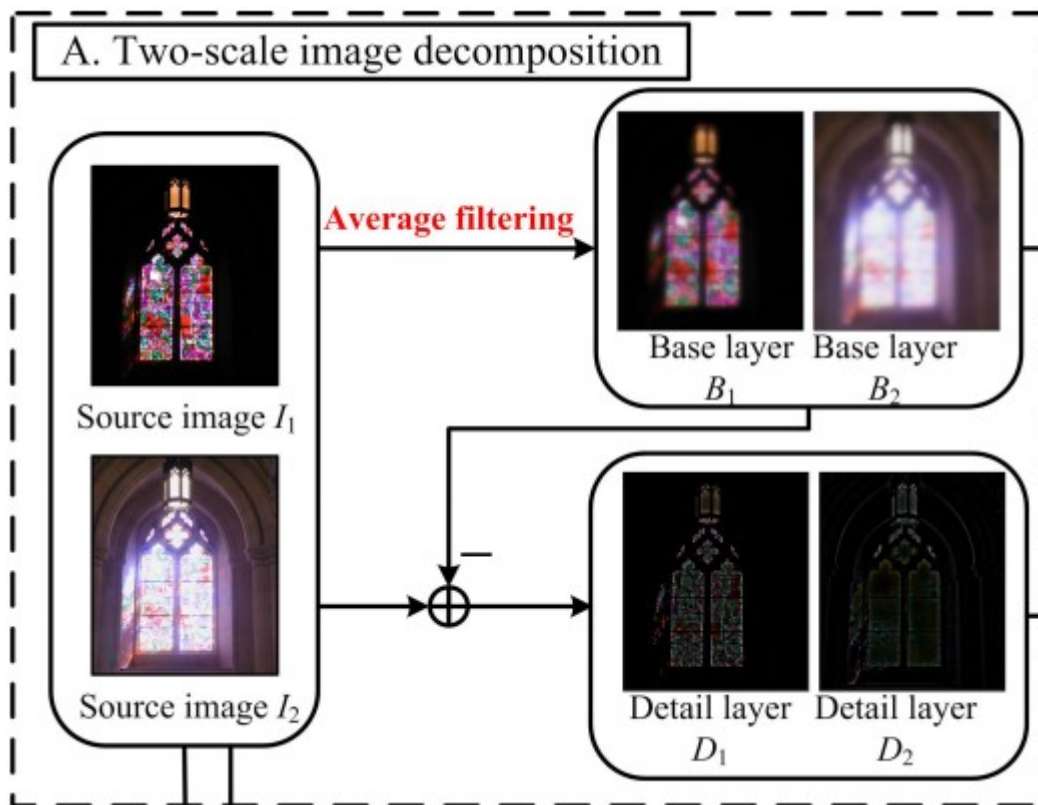 A. Two-scale image decomposition
Average filtering
Source image I₁
Source image I₂
Base layer Base layer
B₁ B₂
−
Detail layer Detail layer
D₁ D₂